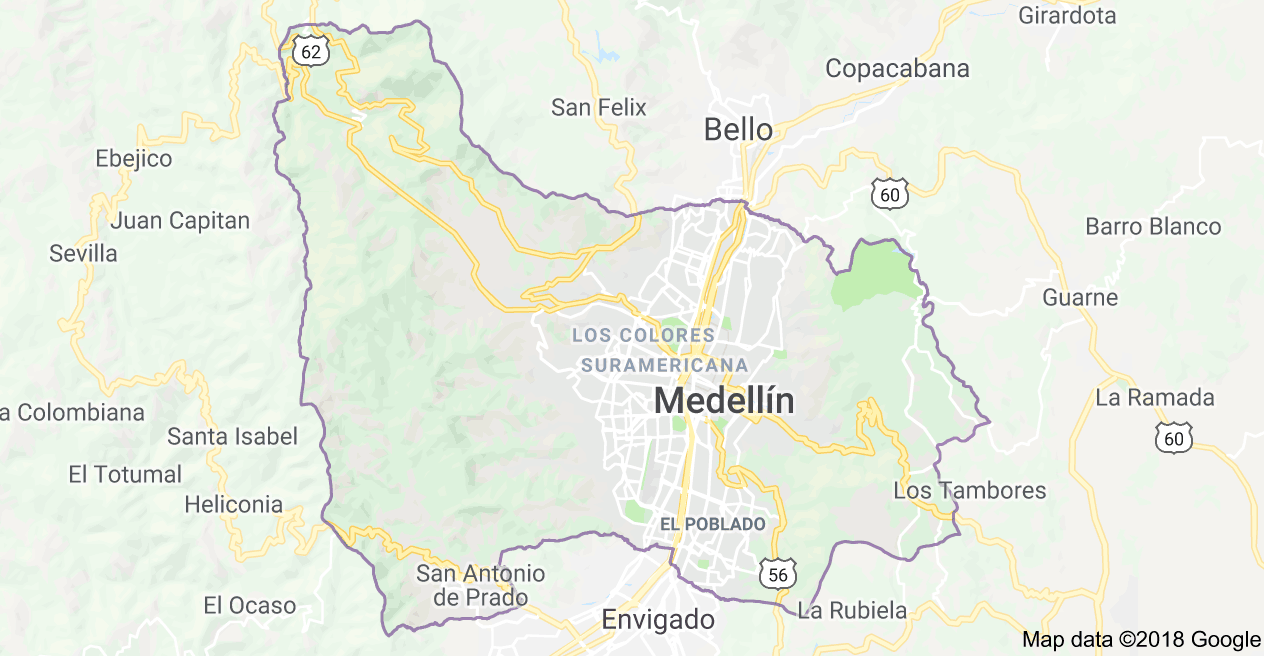 Girardota
62
Copacabana
San Felix
Bello
Ebejico
60
Juan Capitan
Barro Blanco
Sevilla
Guarne
LOS COLORES
SURAMERICANA
Medellín
La Ramada
a Colombiana
Santa Isabel
60
El Totumal
Los Tambores
Heliconia
EL POBLADO
San Antonio
de Prado
56
El Ocaso
La Rubiela
Envigado
Map data ©2018 Google